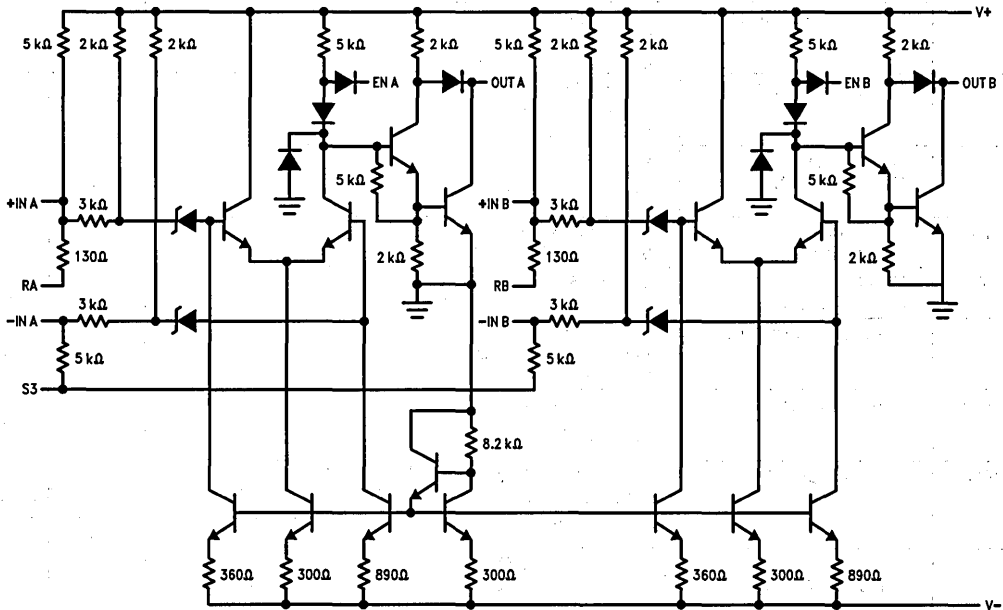 V+
5 kΩ 2 kΩ 2 kΩ 5 kΩ 2 kΩ 5 kΩ 2 kΩ 2 kΩ 5 kΩ 2 kΩ
EN A OUT A EN B OUT B
5 kΩ 5 kΩ
+IN A +IN B
3 kΩ 3 kΩ
130Ω 2 kΩ 130Ω 2 kΩ
RA RB
3 kΩ 3 kΩ
-IN A -IN B
5 kΩ 5 kΩ
S3
8.2 kΩ
360Ω 300Ω 890Ω 300Ω 360Ω 300Ω 890Ω
V-